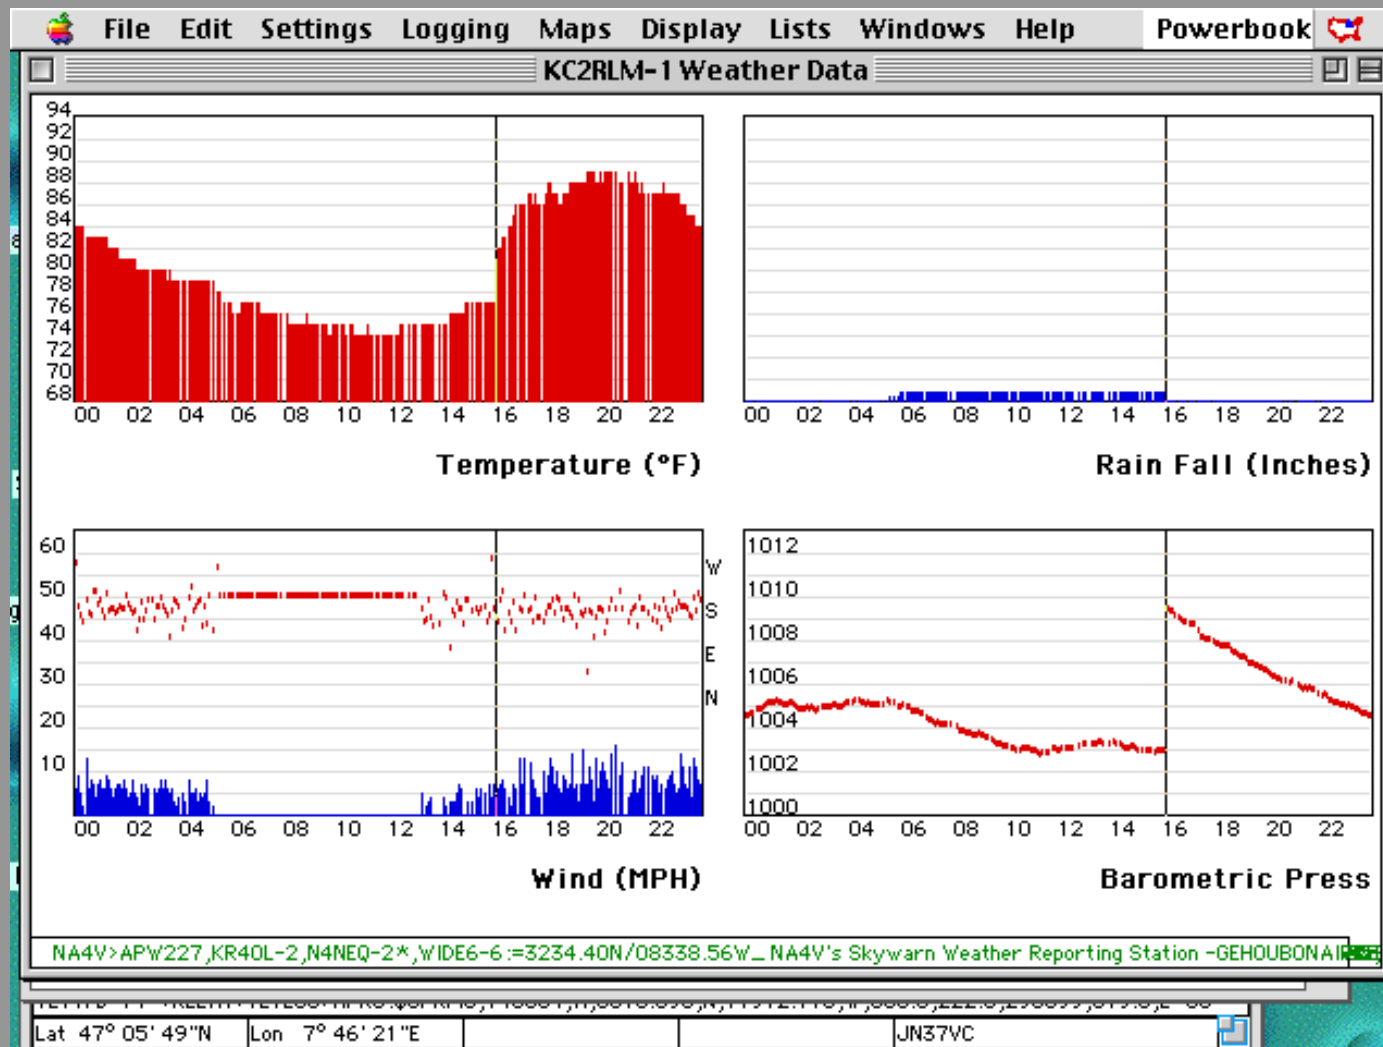 File Edit Settings Logging Maps Display Lists Windows Help Powerbook
KC2RLM-1 Weather Data
94
92
90
88
86
84
82
80
78
76
74
72
70
68
00 02 04 06 08 10 12 14 16 18 20 22
Temperature (°F)
00 02 04 06 08 10 12 14 16 18 20 22
Rain Fall (Inches)
60
50
40
30
20
10
W
S
E
N
00 02 04 06 08 10 12 14 16 18 20 22
Wind (MPH)
1012
1010
1008
1006
1004
1002
1000
00 02 04 06 08 10 12 14 16 18 20 22
Barometric Press
NA4V>APW227,KR4OL-2,N4NEQ-2*,WIDE6-6:=3234.40N/08338.56W_ NA4V's Skywarn Weather Reporting Station -GEHOUBONAIR
Lat 47° 05' 49"N Lon 7° 46' 21"E JN37VC